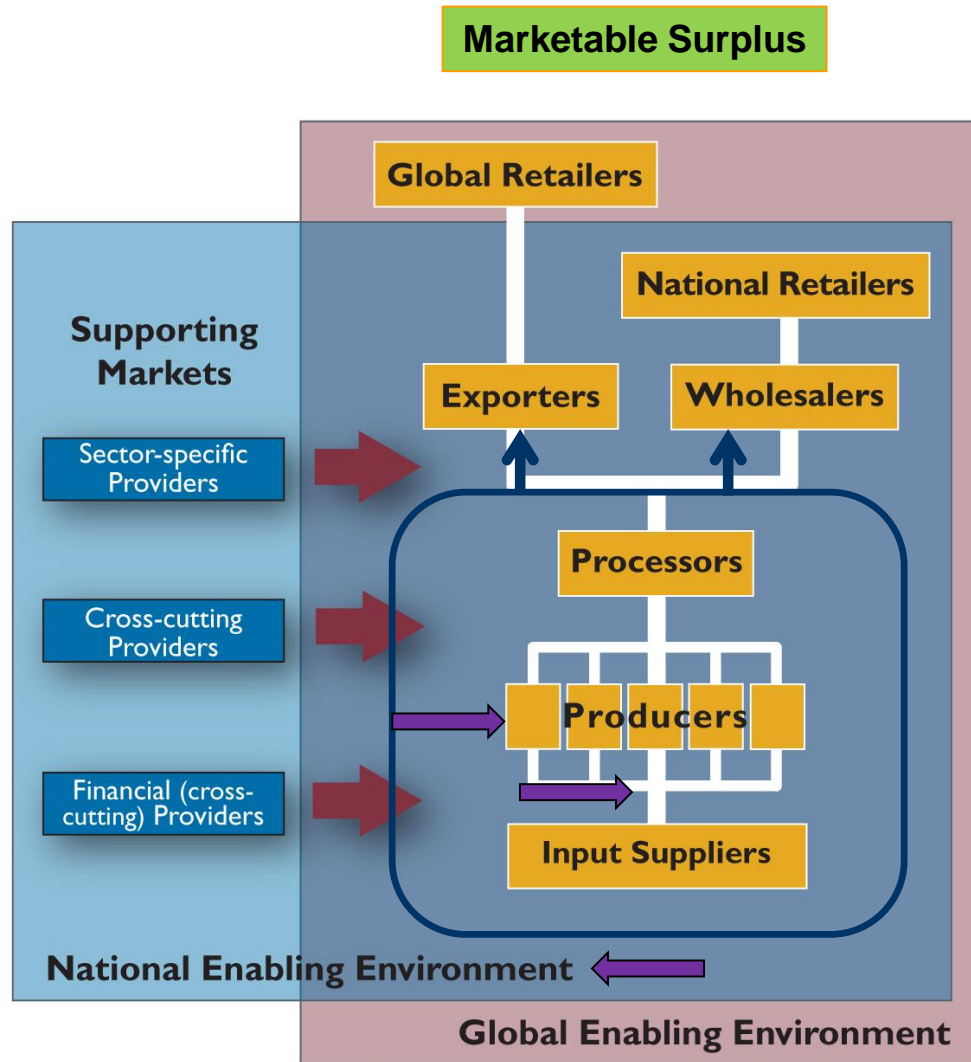 Marketable Surplus
Global Retailers
National Retailers
Supporting
Markets
Exporters
Wholesalers
Sector-specific
Providers
Processors
Cross-cutting
Providers
Producers
Financial (cross-
cutting) Providers
Input Suppliers
National Enabling Environment
Global Enabling Environment